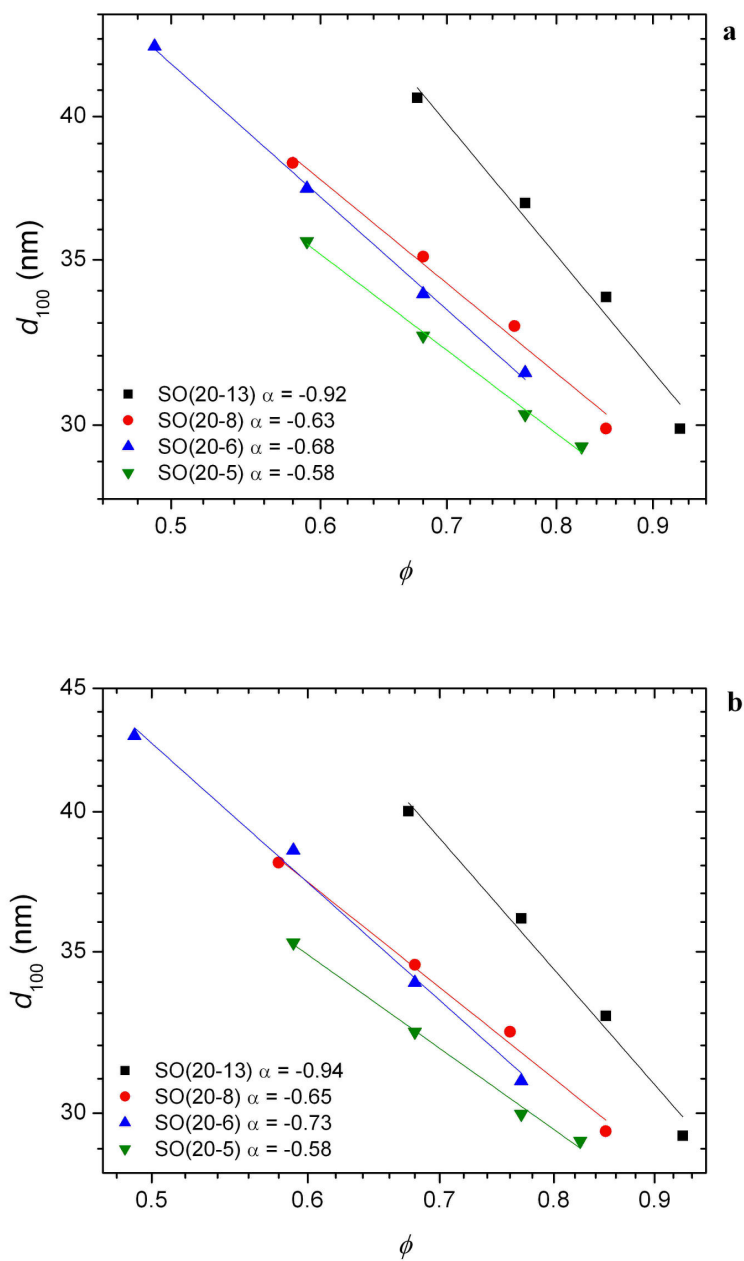 a
40
35
30
d100 (nm)
SO(20-13) α = -0.92
SO(20-8) α = -0.63
SO(20-6) α = -0.68
SO(20-5) α = -0.58
0.5 0.6 0.7 0.8 0.9
ϕ
b
45
40
35
30
d100 (nm)
SO(20-13) α = -0.94
SO(20-8) α = -0.65
SO(20-6) α = -0.73
SO(20-5) α = -0.58
0.5 0.6 0.7 0.8 0.9
ϕ